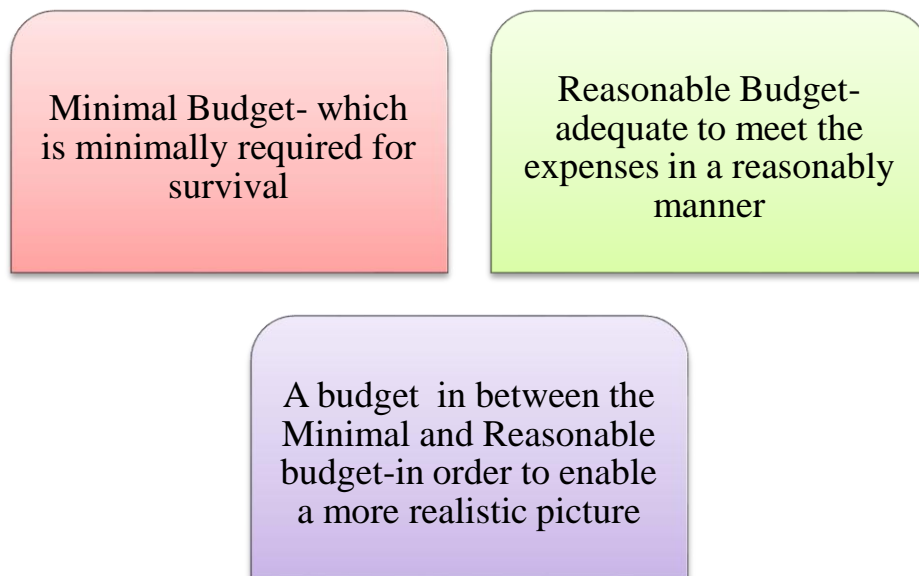 Minimal Budget- which
is minimally required for
survival
Reasonable Budget-
adequate to meet the
expenses in a reasonably
manner
A budget  in between the
Minimal and Reasonable
budget-in order to enable
a more realistic picture